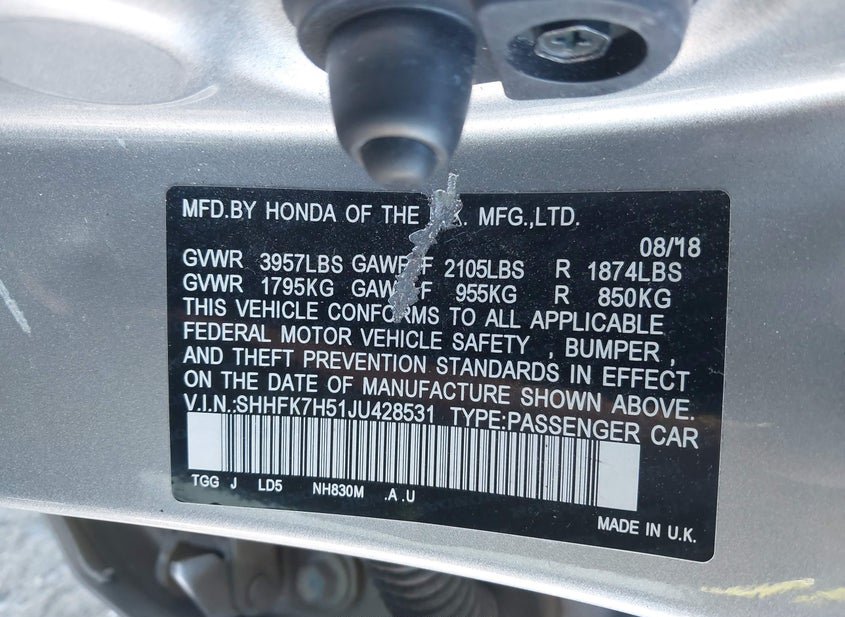 MFD.BY HONDA OF THE MFG.,LTD.
08/18
GVWR 3957LBS F 2105LBS R 1874LBS
GVWR 1795KG F 955KG R 850KG
THIS VEHICLE CONFORMS TO ALL APPLICABLE
FEDERAL MOTOR VEHICLE SAFETY , BUMPER ,
AND THEFT PREVENTION STANDARDS IN EFFECT
ON THE DATE OF MANUFACTURE SHOWN ABOVE.
V.I.N.:SHHFK7H51JU428531 TYPE:PASSENGER CAR
TGG J LD5 NH830M .A .U
MADE IN U.K.